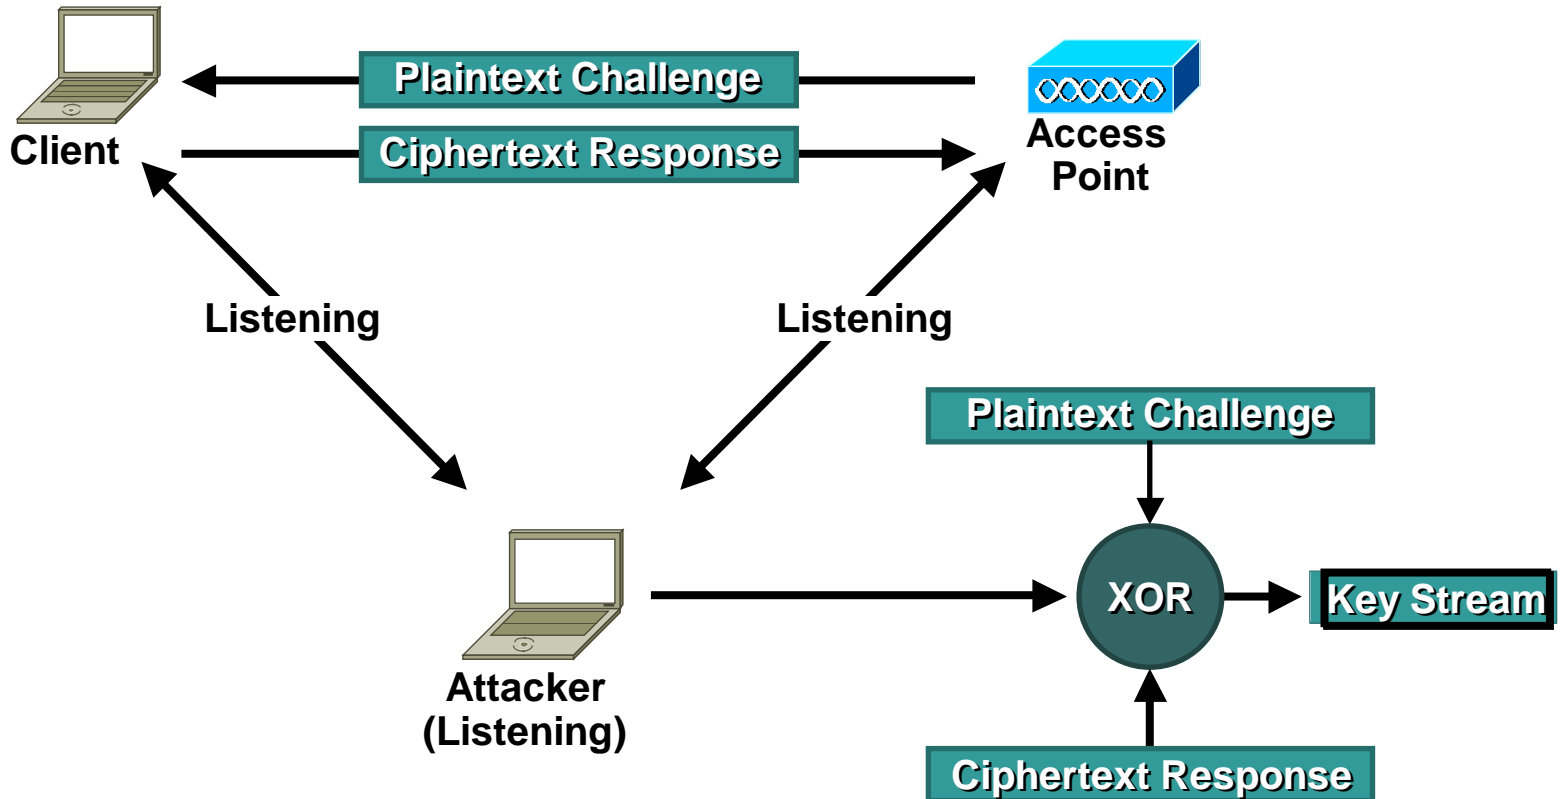 Plaintext Challenge
Client
Ciphertext Response
Access
Point
Listening
Listening
Plaintext Challenge
XOR
Key Stream
Attacker
(Listening)
Ciphertext Response